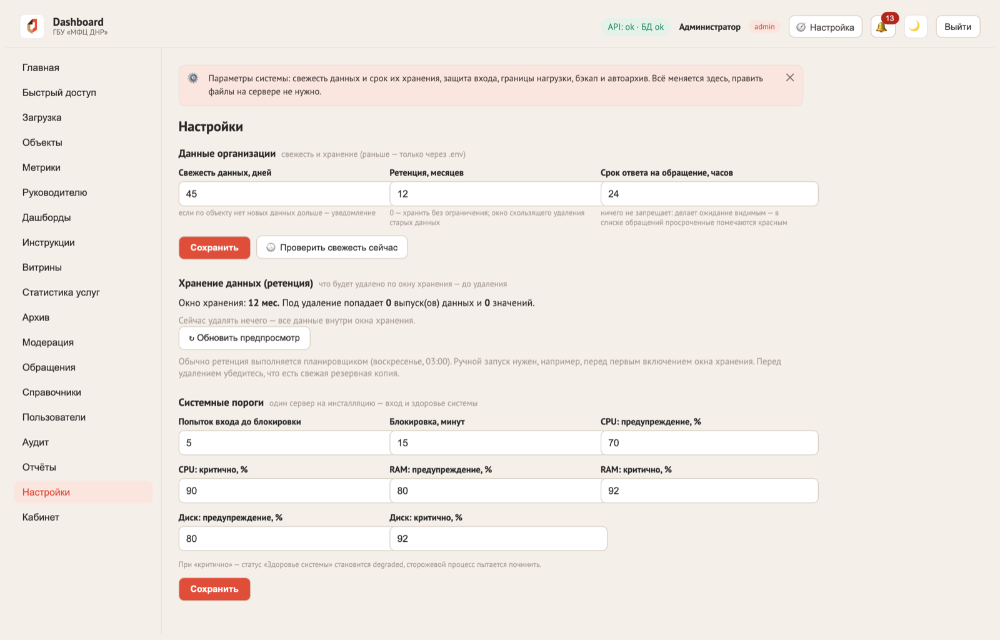 Dashboard
ГБУ «МФЦ ДНР»
API: ok · БД ok
Администратор
admin
Настройка
13
Выйти
Главная
Быстрый доступ
Загрузка
Объекты
Метрики
Руководителю
Дашборды
Инструкции
Витрины
Статистика услуг
Архив
Модерация
Обращения
Справочники
Пользователи
Аудит
Отчёты
Настройки
Кабинет
Параметры системы: свежесть данных и срок их хранения, защита входа, границы нагрузки, бэкап и автоархив. Всё меняется здесь, править
файлы на сервере не нужно.
Настройки
Данные организации свежесть и хранение (раньше — только через .env)
Свежесть данных, дней
Ретенция, месяцев
Срок ответа на обращение, часов
45
12
24
если по объекту нет новых данных дольше — уведомление
0 — хранить без ограничения; окно скользящего удаления
старых данных
ничего не запрещает: делает ожидание видимым — в
списке обращений просроченные помечаются красным
Сохранить
Проверить свежесть сейчас
Хранение данных (ретенция) что будет удалено по окну хранения — до удаления
Окно хранения: 12 мес. Под удаление попадает 0 выпуск(ов) данных и 0 значений.
Сейчас удалять нечего — все данные внутри окна хранения.
↻ Обновить предпросмотр
Обычно ретенция выполняется планировщиком (воскресенье, 03:00). Ручной запуск нужен, например, перед первым включением окна хранения. Перед
удалением убедитесь, что есть свежая резервная копия.
Системные пороги один сервер на инсталляцию — вход и здоровье системы
Попыток входа до блокировки
Блокировка, минут
CPU: предупреждение, %
5
15
70
CPU: критично, %
RAM: предупреждение, %
RAM: критично, %
90
80
92
Диск: предупреждение, %
Диск: критично, %
80
92
При «критично» — статус «Здоровье системы» становится degraded, сторожевой процесс пытается починить.
Сохранить